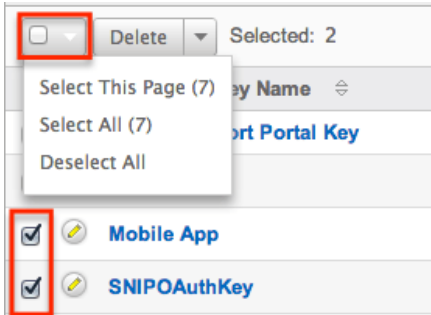 Delete Selected: 2
Select This Page (7) ey Name
Select All (7) ort Portal Key
Deselect All
Mobile App
SNIPOAuthKey